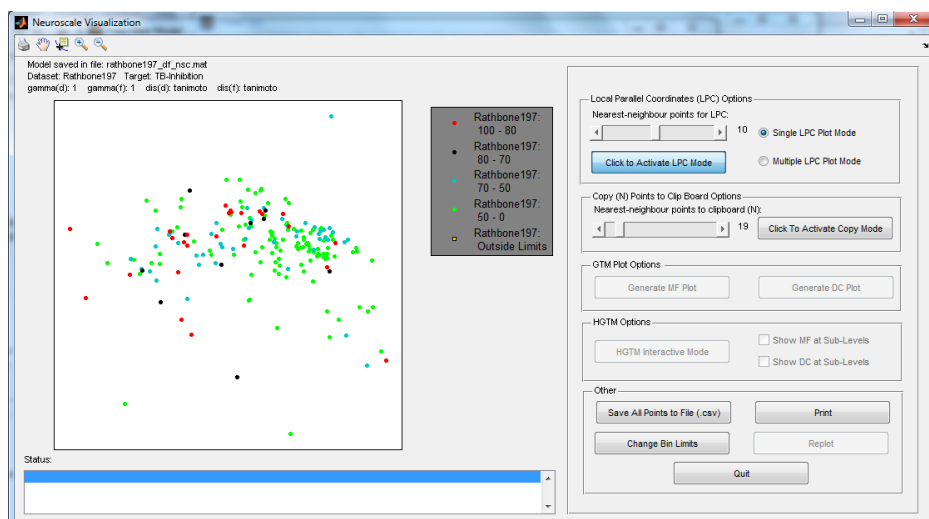 Neuroscale Visualization
Model saved in file: rathbone197_df_nsc.mat
Dataset: Rathbone197 Target: TB-Inhibition
gamma(d): 1 gamma(f): 1 dis(d): tanimoto dis(f): tanimoto
Rathbone197:
100 - 80
Rathbone197:
80 - 70
Rathbone197:
70 - 50
Rathbone197:
50 - 0
Rathbone197:
Outside Limits
Status:
Local Parallel Coordinates (LPC) Options
Nearest-neighbour points for LPC:
10
Single LPC Plot Mode
Click to Activate LPC Mode
Multiple LPC Plot Mode
Copy (N) Points to Clip Board Options
Nearest-neighbour points to clipboard (N):
19
Click To Activate Copy Mode
GTM Plot Options
Generate MF Plot
Generate DC Plot
HGTM Options
HGTM Interactive Mode
Show MF at Sub-Levels
Show DC at Sub-Levels
Other
Save All Points to File (.csv)
Print
Change Bin Limits
Replot
Quit